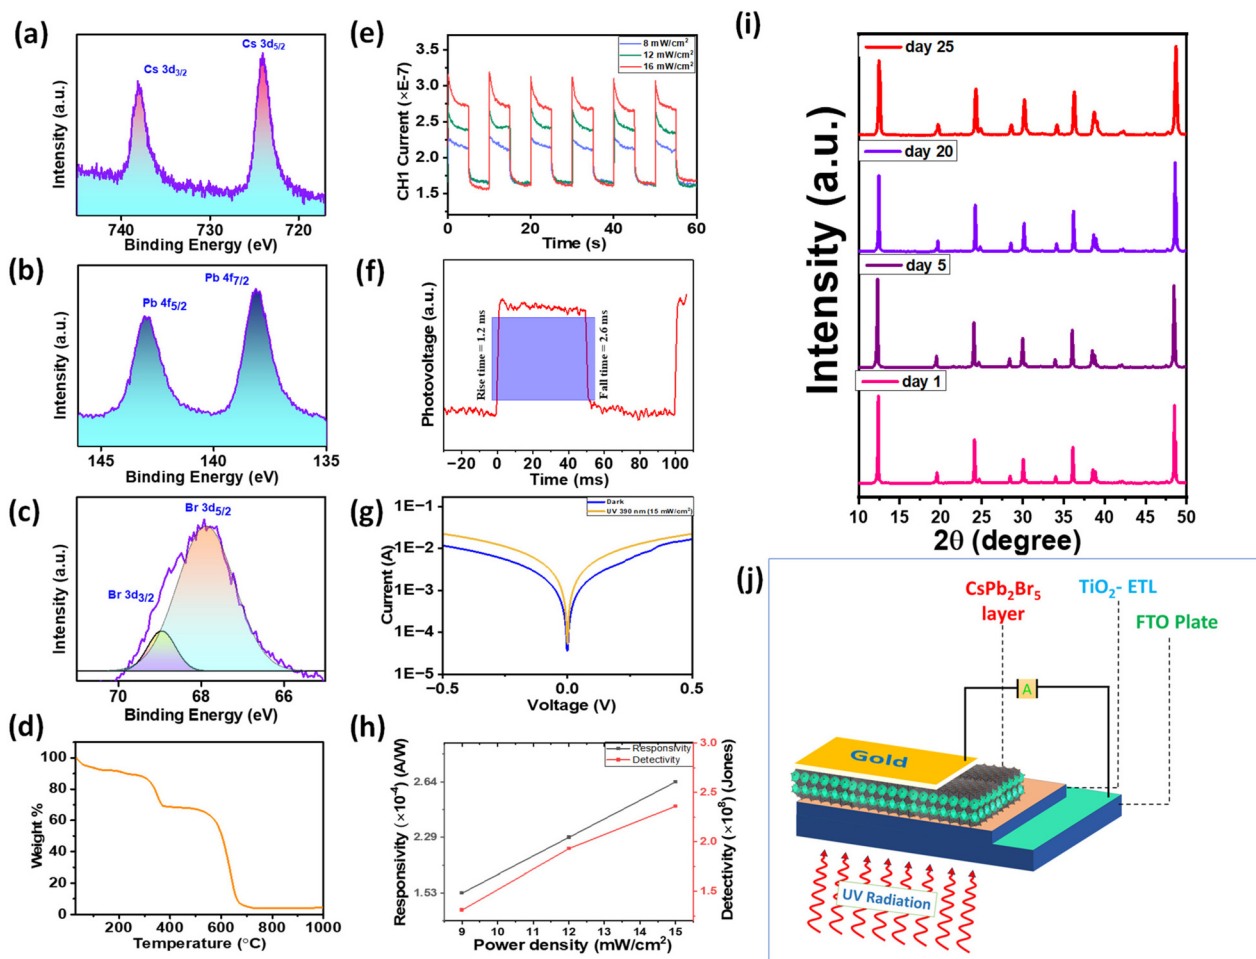 (a)
Cs 3d5/2
Cs 3d3/2
Intensity (a.u.)
740
730
720
Binding Energy (eV)
(b)
Pb 4f7/2
Pb 4f5/2
Intensity (a.u.)
145
140
135
Binding Energy (eV)
(c)
Br 3d5/2
Br 3d3/2
Intensity (a.u.)
70
68
66
Binding Energy (eV)
(d)
100
80
60
40
20
0
Weight %
0
200
400
600
800
1000
Temperature (°C)
(e)
8 mW/cm²
12 mW/cm²
16 mW/cm²
3.5
3.0
2.5
2.0
1.5
CH1 Current (×E-7)
0
10
20
30
40
50
60
Time (s)
(f)
Photovoltage (a.u.)
Rise time = 1.2 ms
Fall time = 2.6 ms
-20
0
20
40
60
80
100
Time (ms)
(g)
Dark
UV 390 nm (15 mW/cm²)
1E−1
1E−2
1E−3
1E−4
1E−5
Current (A)
−0.5
0.0
0.5
Voltage (V)
(h)
Responsivity
Detectivity
2.64
2.29
1.53
Responsivity (×10⁻⁴) (A/W)
3.0
2.5
2.0
1.5
Detectivity (×10⁸) (Jones)
9
10
11
12
13
14
15
Power density (mW/cm²)
(i)
day 25
day 20
day 5
day 1
Intensity (a.u.)
10
15
20
25
30
35
40
45
50
2θ (degree)
(j)
CsPb₂Br₅
layer
TiO₂- ETL
FTO Plate
A
Gold
UV Radiation